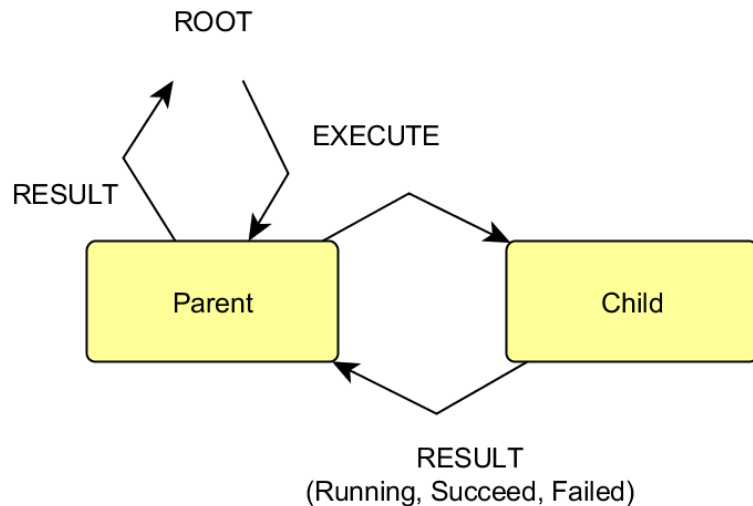 ROOT
EXECUTE
RESULT
Parent
Child
RESULT
(Running, Succeed, Failed)